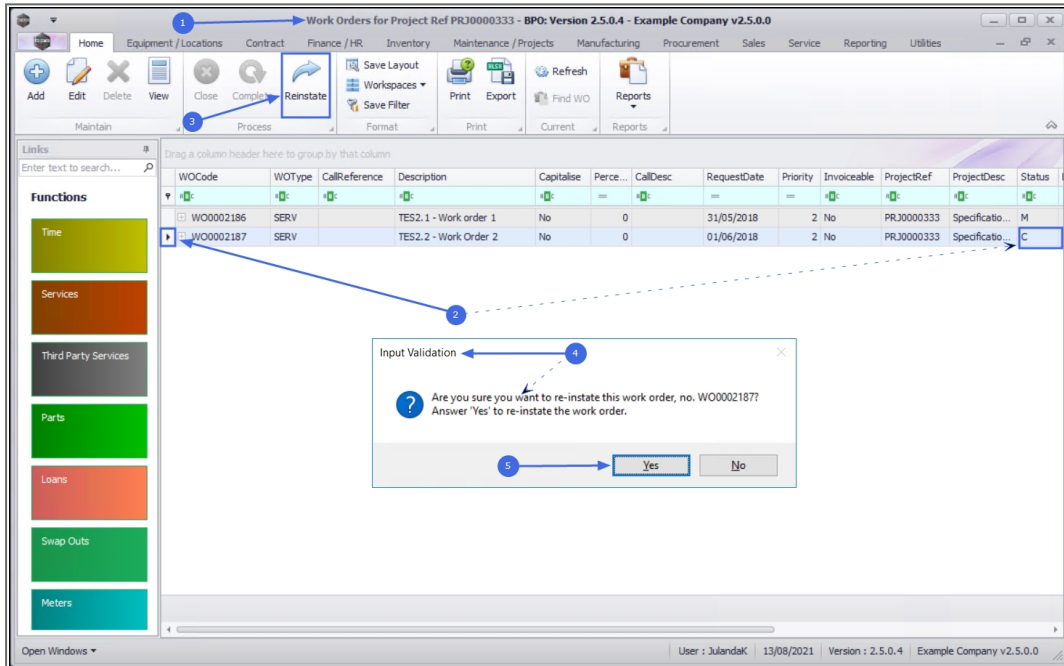 1
Work Orders for Project Ref PRJ0000333 - BPO: Version 2.5.0.4 - Example Company v2.5.0.0
Home Equipment / Locations Contract Finance / HR Inventory Maintenance / Projects Manufacturing Procurement Sales Service Reporting Utilities
Add Edit Delete View Close Complete Reinstate
Save Layout
Workspaces
Save Filter
Print Export
Refresh
Find WO
Reports
3
Maintain Process Format Print Current Reports
Links
Enter text to search...
Drag a column header here to group by that column
WOCode WOType CallReference Description Capitalise Perce... CallDesc RequestDate Priority Invoiceable ProjectRef ProjectDesc Status
WO0002186 SERV TES2.1 - Work order 1 No 0 31/05/2018 2 No PRJ0000333 Specificatio... M
WO0002187 SERV TES2.2 - Work Order 2 No 0 01/06/2018 2 No PRJ0000333 Specificatio... C
Functions
Time
Services
Third Party Services
Parts
Loans
Swap Outs
Meters
2
Input Validation
4
Are you sure you want to re-instate this work order, no. WO0002187?
Answer 'Yes' to re-instate the work order.
5
Yes No
Open Windows
User : JulandaK 13/08/2021 Version : 2.5.0.4 Example Company v2.5.0.0